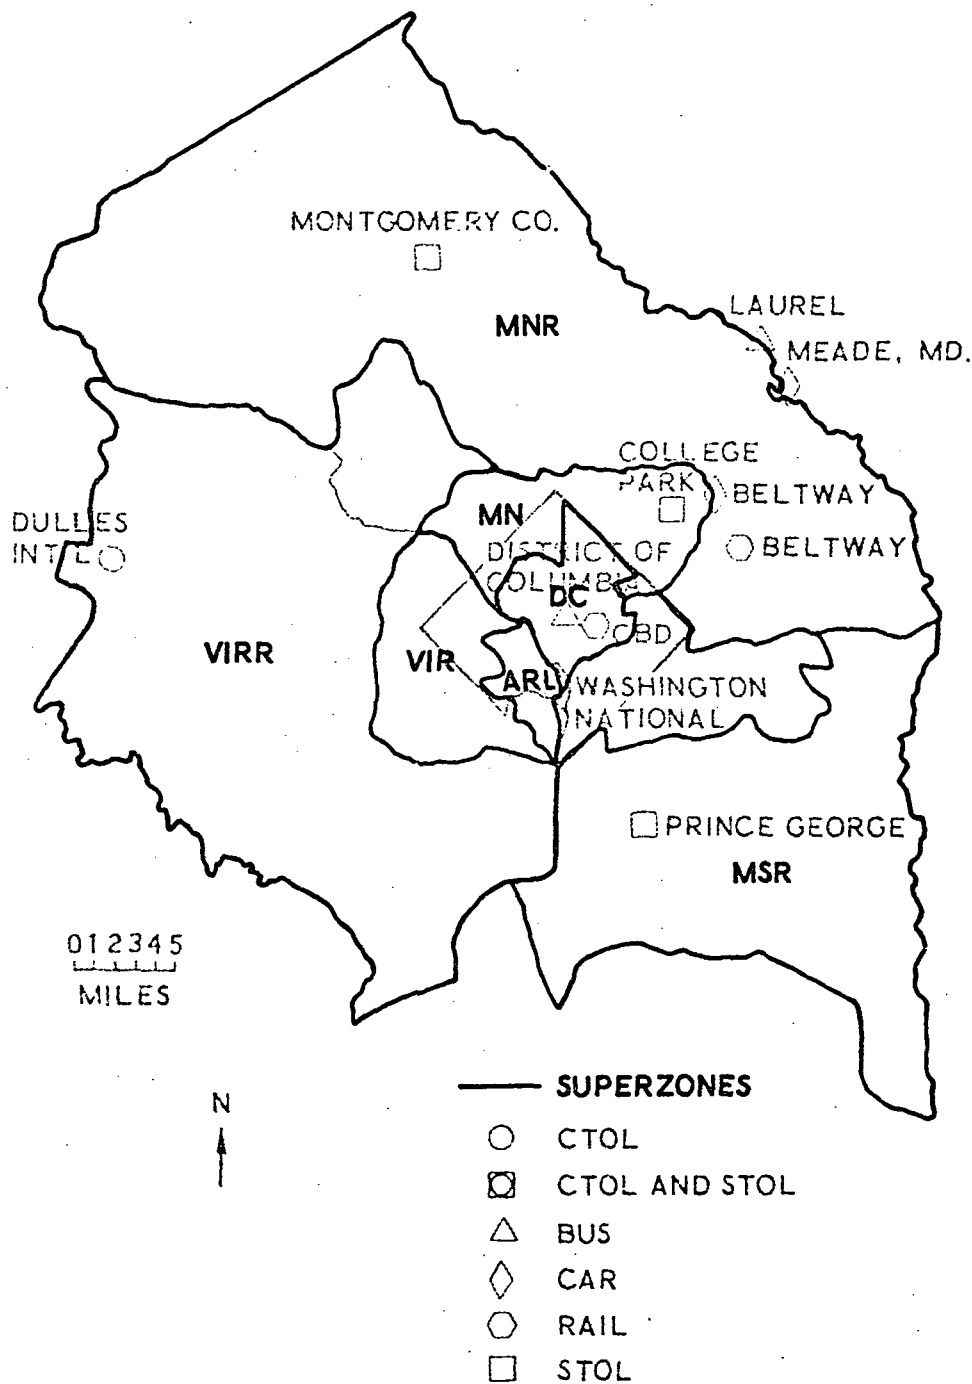 MONTGOMERY CO.
MNR
LAUREL
MEADE, MD.
COLLEGE
PARK
BELTWAY
MN
DULLES
INT'L
DISTRICT OF
COLUMBIA
BELTWAY
DC
CBD
VIRR
VIR
ARL
WASHINGTON
NATIONAL
PRINCE GEORGE
MSR
0 1 2 3 4 5
MILES
N
SUPERZONES
CTOL
CTOL AND STOL
BUS
CAR
RAIL
STOL